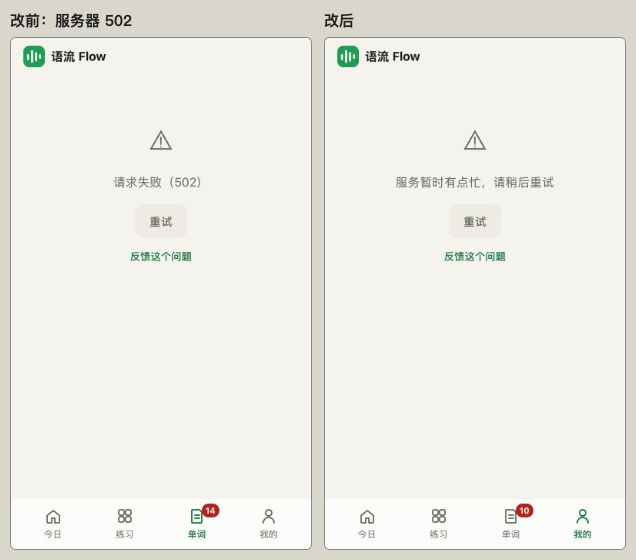 改前：服务器 502
语流 Flow
请求失败（502）
重试
反馈这个问题
今日
练习
14
单词
我的
改后
语流 Flow
服务暂时有点忙，请稍后重试
重试
反馈这个问题
今日
练习
10
单词
我的